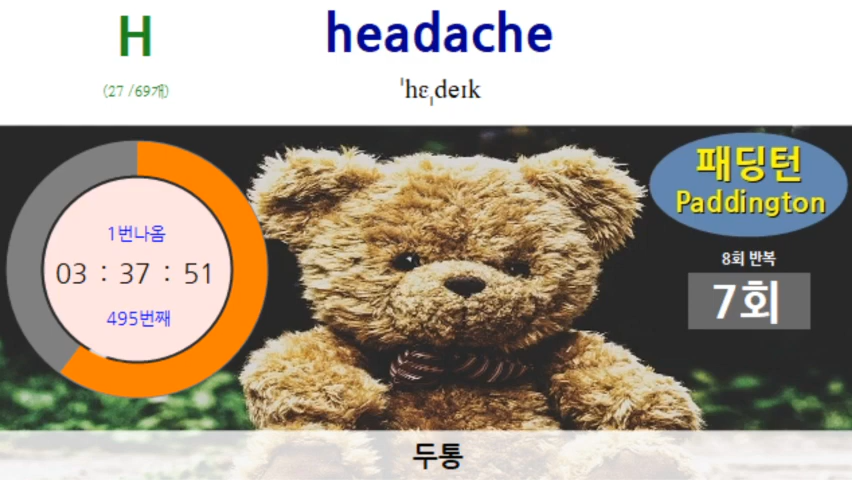 H
headache
(27 /69개)
ˈhɛˌdeɪk
패딩턴
Paddington
1번나옴
03 : 37 : 51
495번째
8회 반복
7회
두통